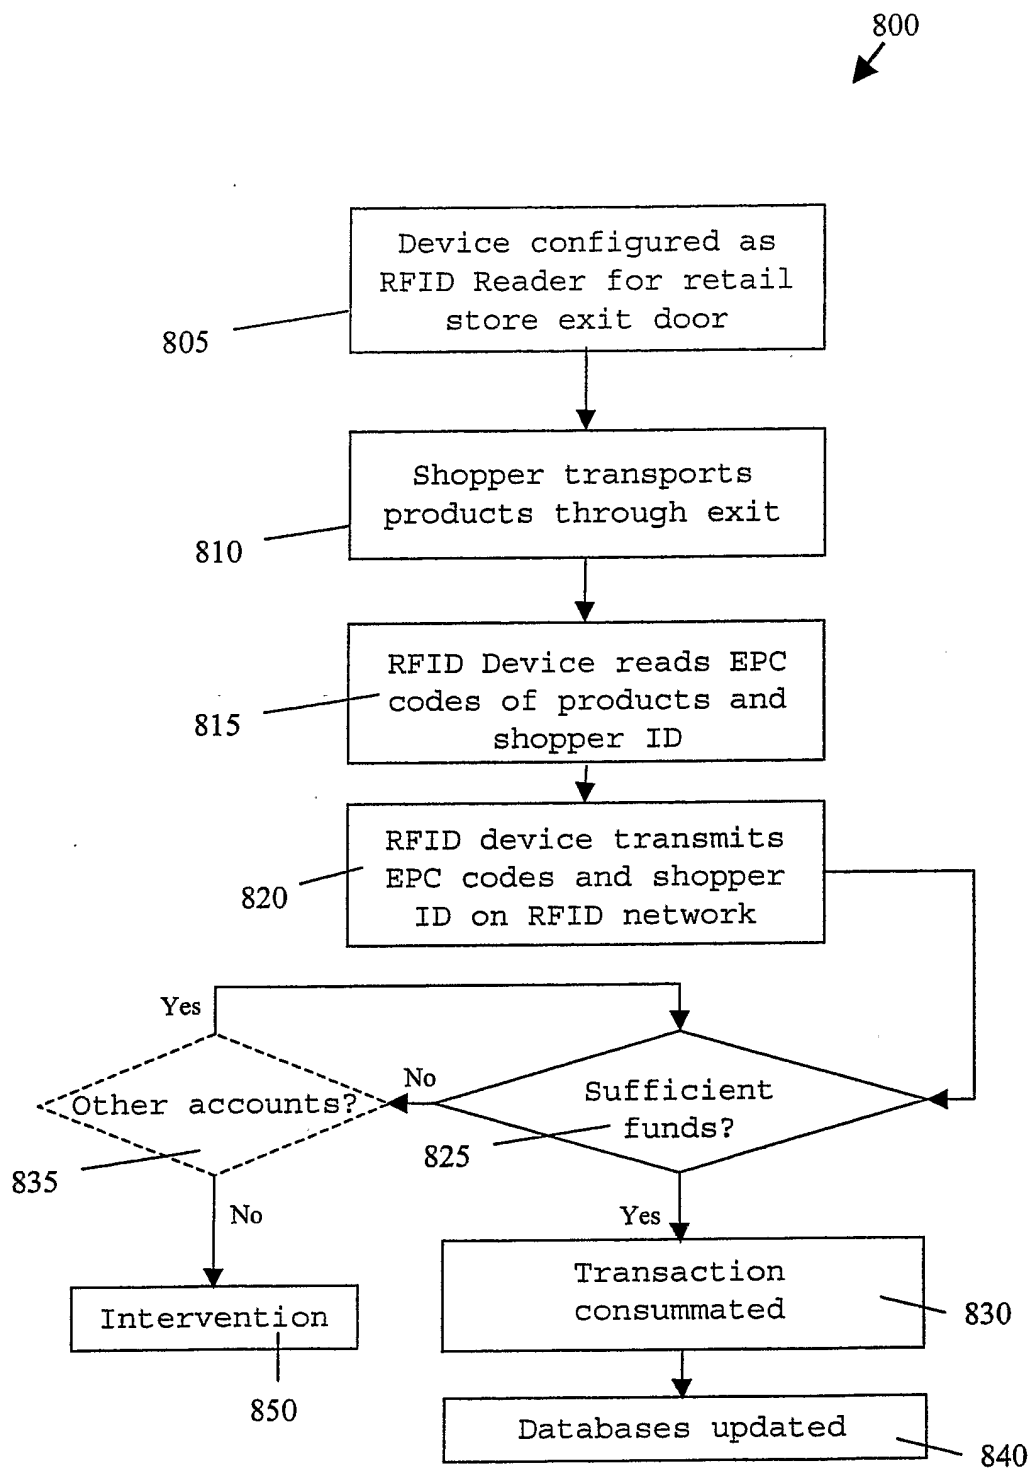 800
Device configured as
RFID Reader for retail
store exit door
805
Shopper transports
products through exit
810
RFID Device reads EPC
codes of products and
shopper ID
815
RFID device transmits
EPC codes and shopper
ID on RFID network
820
Yes
Other accounts?
835
No
Sufficient
funds?
825
No
Yes
Intervention
850
Transaction
consummated
830
Databases updated
840